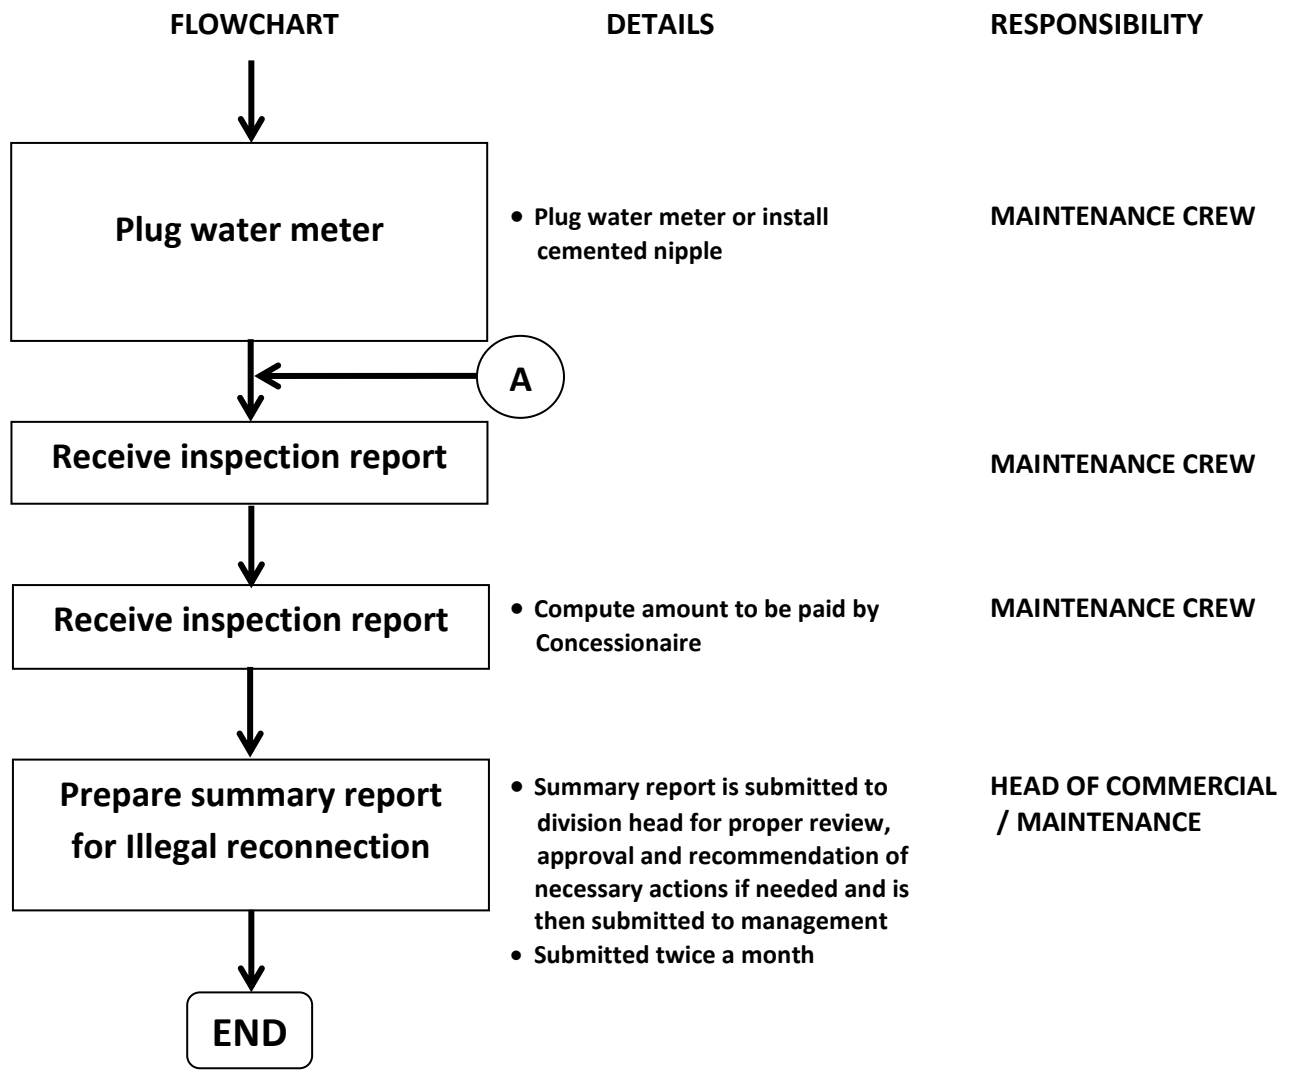 FLOWCHART DETAILS RESPONSIBILITY
Plug water meter
• Plug water meter or install
cemented nipple
MAINTENANCE CREW
A
Receive inspection report
MAINTENANCE CREW
Receive inspection report
• Compute amount to be paid by
Concessionaire
MAINTENANCE CREW
Prepare summary report
for Illegal reconnection
• Summary report is submitted to
division head for proper review,
approval and recommendation of
necessary actions if needed and is
then submitted to management
• Submitted twice a month
HEAD OF COMMERCIAL
/ MAINTENANCE
END